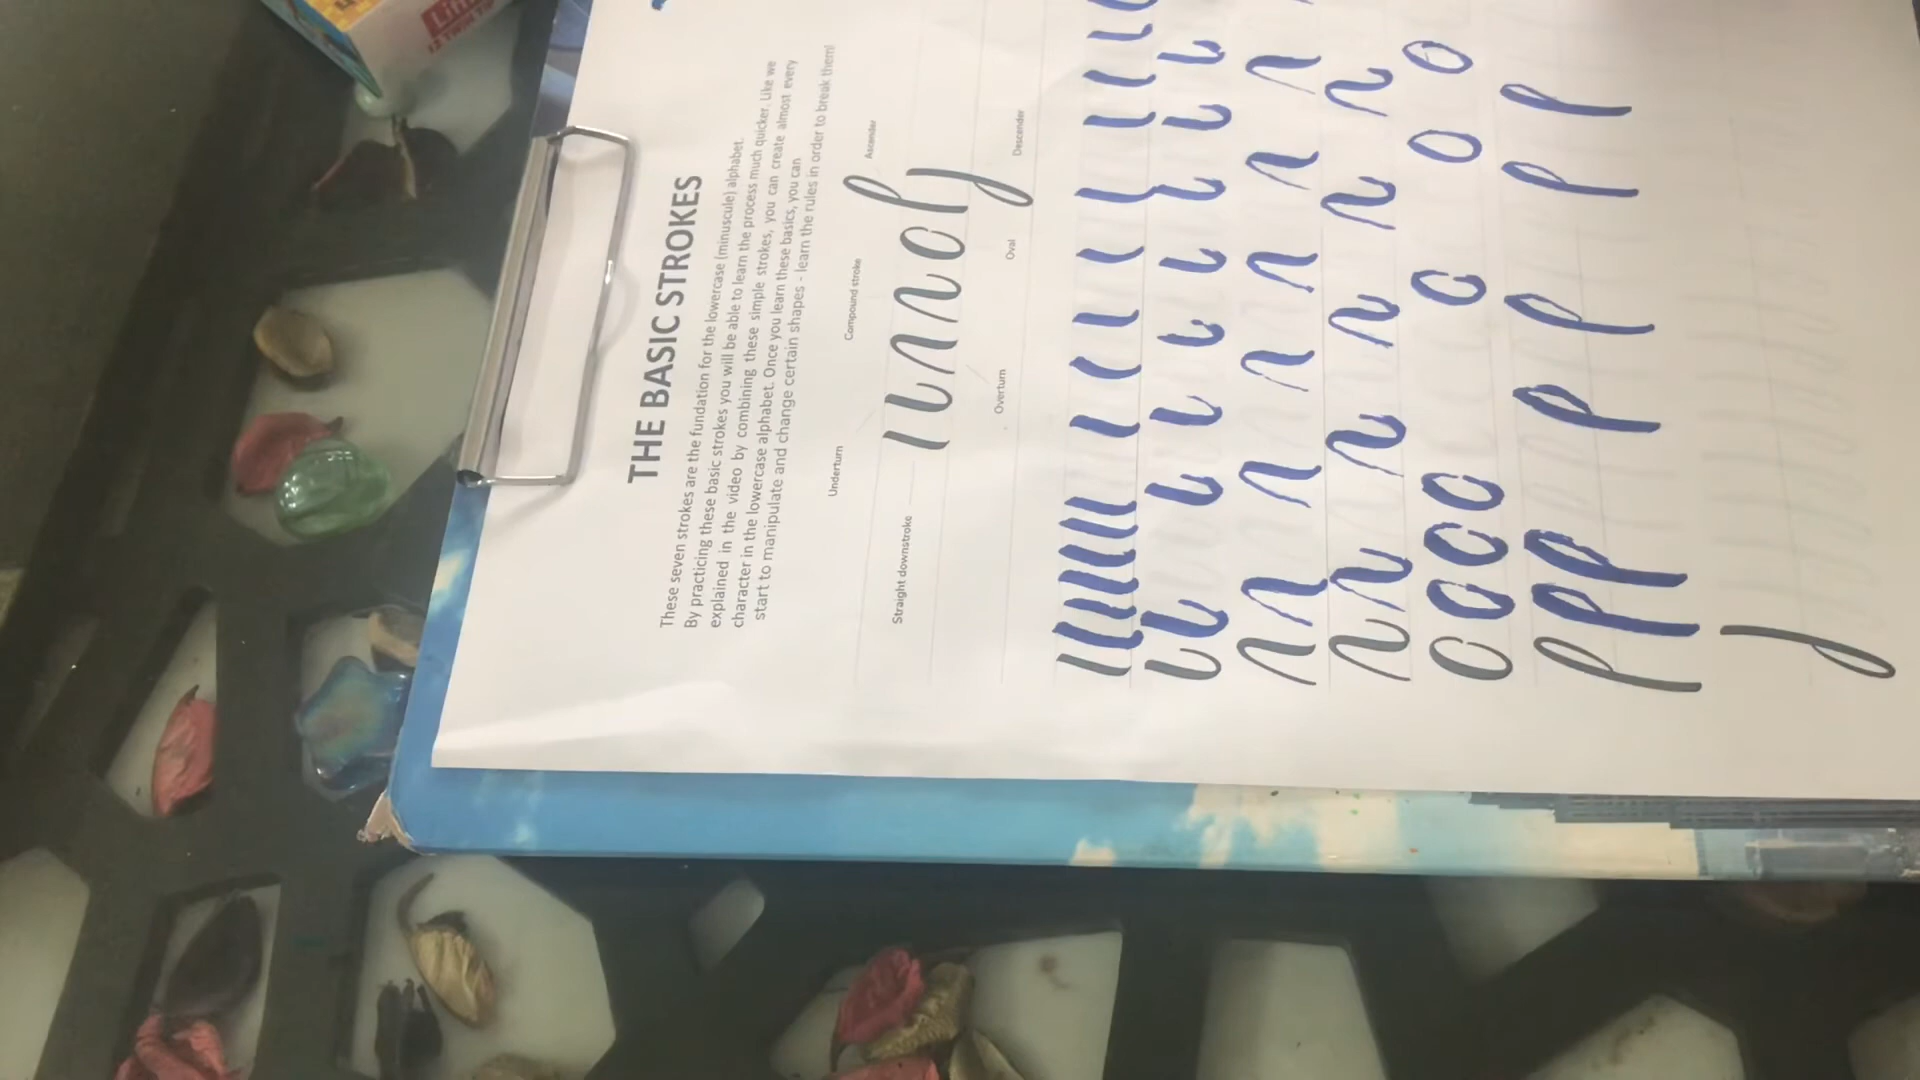 THE BASIC STROKES
These seven strokes are the fundation for the lowercase (minuscule) alphabet.
By practicing these basic strokes you will be able to learn the process much quicker. Like we
explained in the video by combining these simple strokes, you can create almost every
character in the lowercase alphabet. Once you learn these basics, you can
start to manipulate and change certain shapes - learn the rules in order to break them!
Underturn Compound stroke Ascender
Straight downstroke Overturn Oval Descender